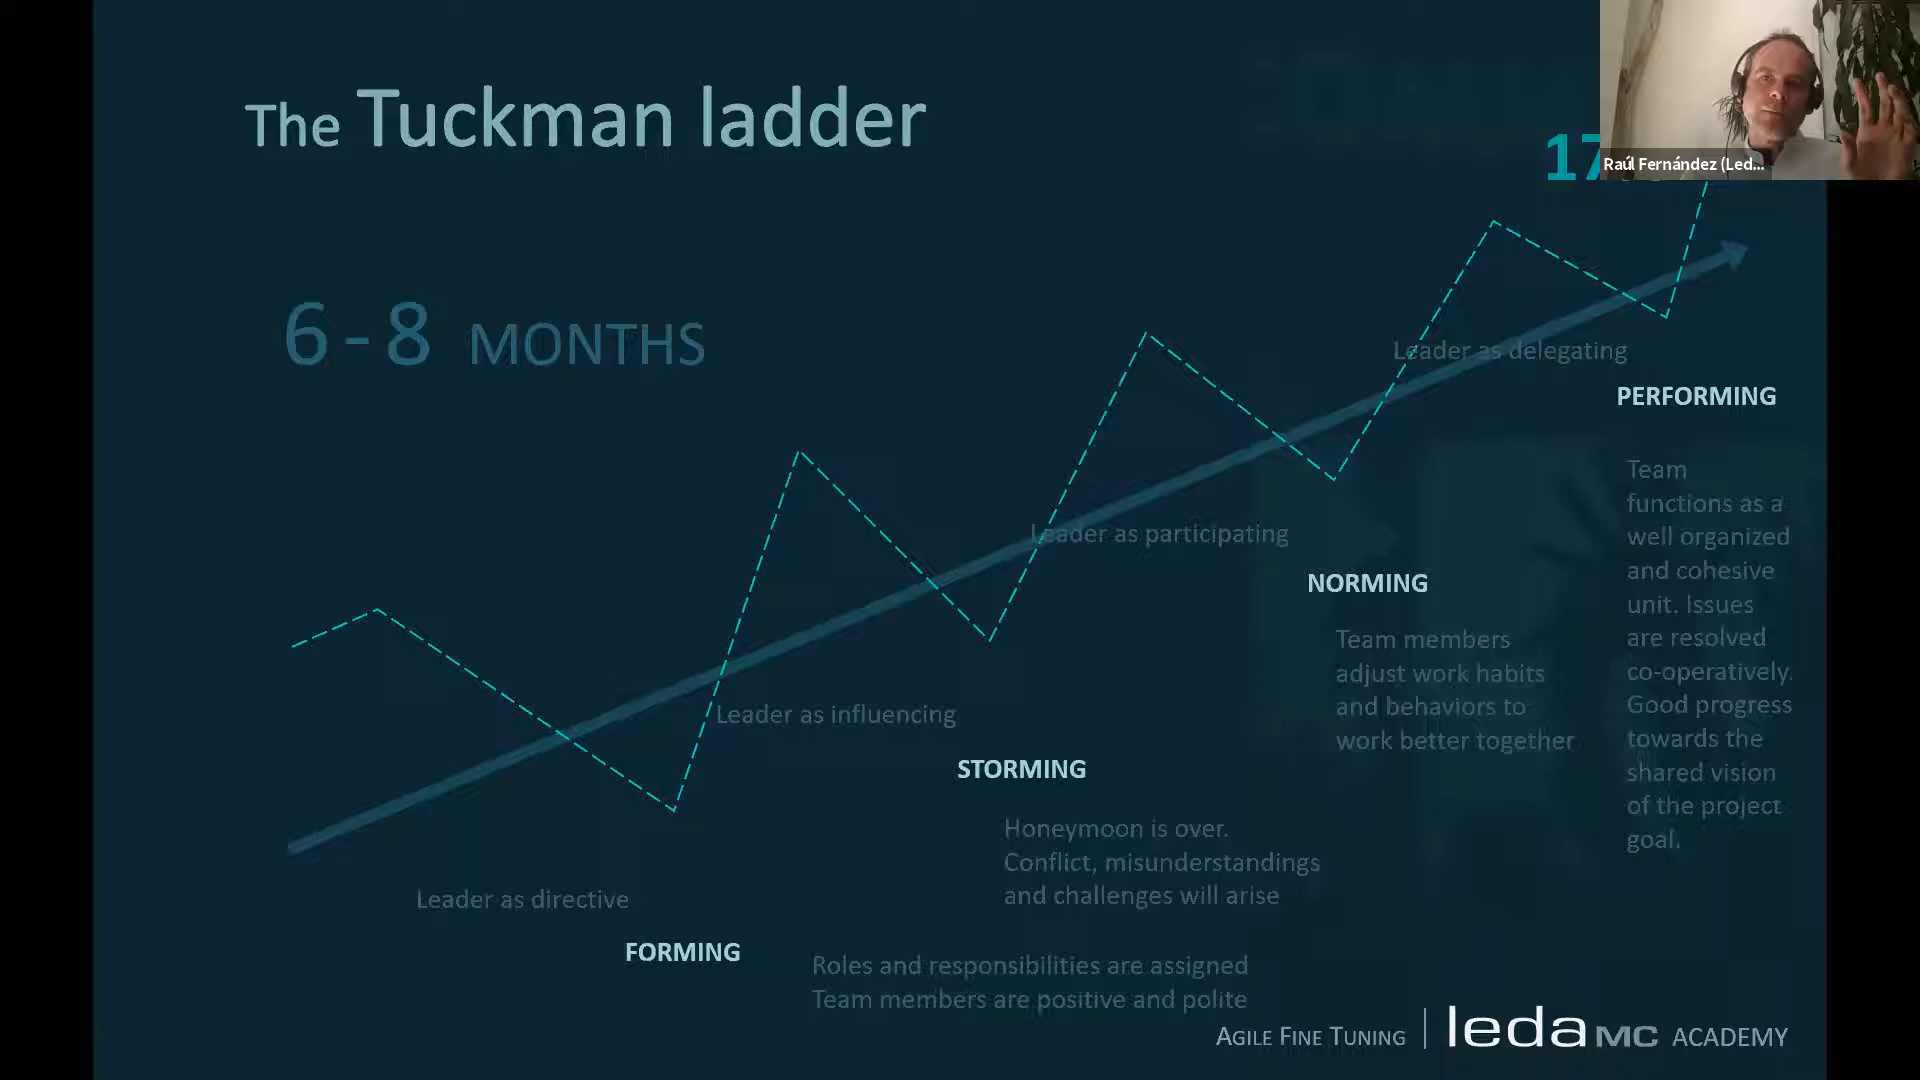 The Tuckman ladder
17
Raúl Fernández (Led...
6 - 8 MONTHS
Leader as delegating
PERFORMING
Team
functions as a
well organized
and cohesive
unit. Issues
are resolved
co-operatively.
Good progress
towards the
shared vision
of the project
goal.
Leader as participating
NORMING
Team members
adjust work habits
and behaviors to
work better together
Leader as influencing
STORMING
Honeymoon is over.
Conflict, misunderstandings
and challenges will arise
Leader as directive
FORMING
Roles and responsibilities are assigned
Team members are positive and polite
AGILE FINE TUNING | leda MC ACADEMY